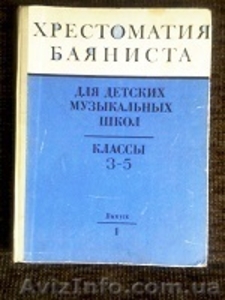 ХРЕСТОМАТИЯ
БАЯНИСТА
ДЛЯ ДЕТСКИХ
МУЗЫКАЛЬНЫХ
ШКОЛ
КЛАССЫ
3-5
Выпуск
1
AvizInfo.com.ua